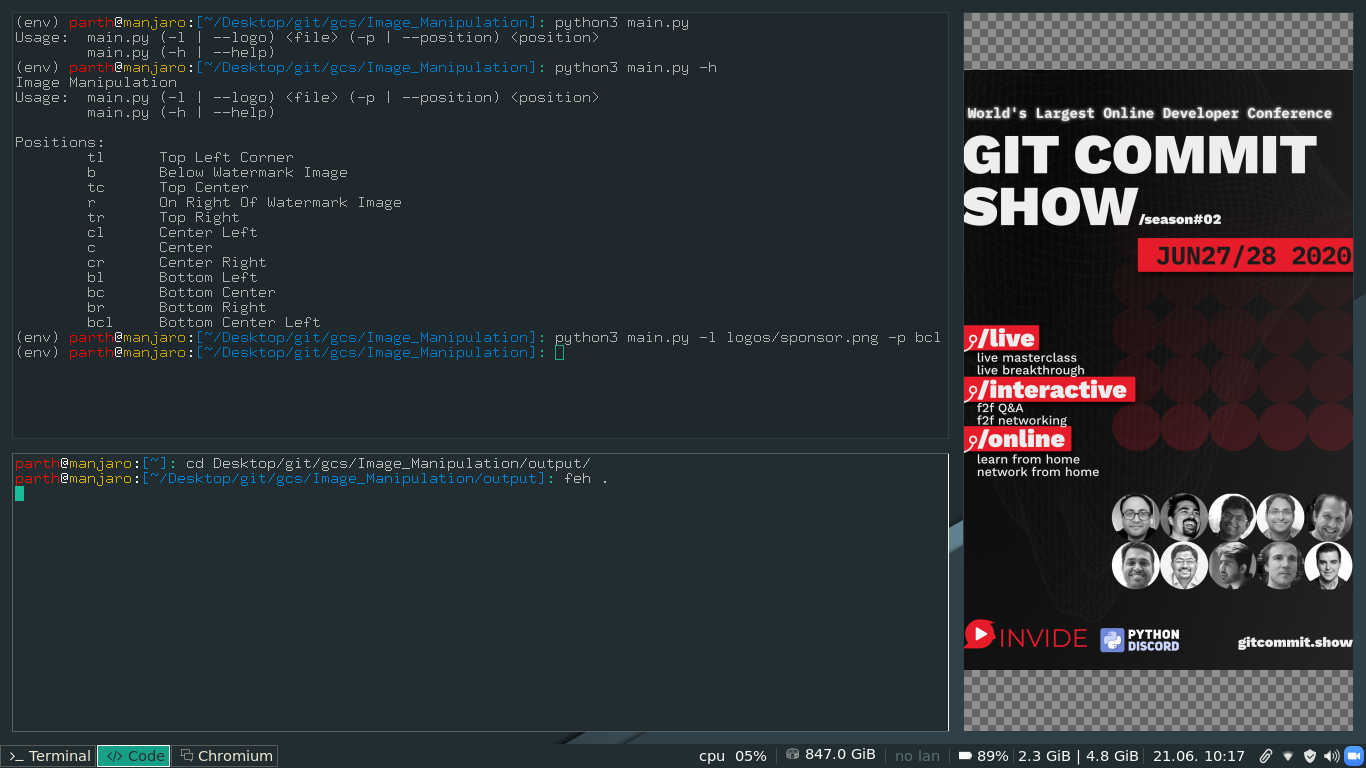 (env) parth@manjaro:[~/Desktop/git/gcs/Image_Manipulation]: python3 main.py
Usage:  main.py (-l | --logo) <file> (-p | --position) <position>
        main.py (-h | --help)
(env) parth@manjaro:[~/Desktop/git/gcs/Image_Manipulation]: python3 main.py -h
Image Manipulation
Usage:  main.py (-l | --logo) <file> (-p | --position) <position>
        main.py (-h | --help)
Positions:
        tl      Top Left Corner
        b       Below Watermark Image
        tc      Top Center
        r       On Right Of Watermark Image
        tr      Top Right
        cl      Center Left
        c       Center
        cr      Center Right
        bl      Bottom Left
        bc      Bottom Center
        br      Bottom Right
        bcl     Bottom Center Left
(env) parth@manjaro:[~/Desktop/git/gcs/Image_Manipulation]: python3 main.py -l logos/sponsor.png -p bcl
(env) parth@manjaro:[~/Desktop/git/gcs/Image_Manipulation]:
parth@manjaro:[~]: cd Desktop/git/gcs/Image_Manipulation/output/
parth@manjaro:[~/Desktop/git/gcs/Image_Manipulation/output]: feh .
World's Largest Online Developer Conference
GIT COMMIT
SHOW/season#02
JUN27/28 2020
/live
live masterclass
live breakthrough
/interactive
f2f Q&A
f2f networking
/online
learn from home
network from home
INVIDE
PYTHON
DISCORD
gitcommit.show
>_ Terminal
</> Code
Chromium
cpu  05%
847.0 GiB
no lan
89%
2.3 GiB | 4.8 GiB
21.06. 10:17